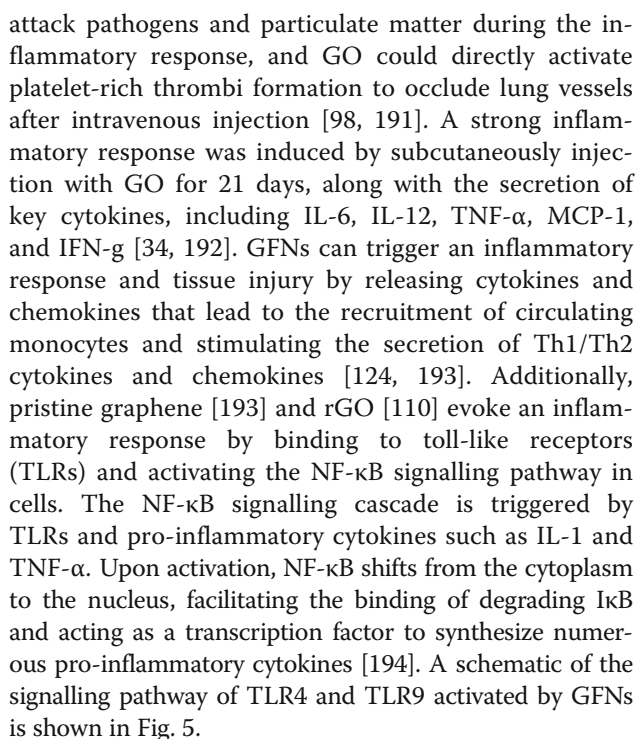 attack pathogens and particulate matter during the in-
flammatory response, and GO could directly activate
platelet-rich thrombi formation to occlude lung vessels
after intravenous injection [98, 191]. A strong inflam-
matory response was induced by subcutaneously injec-
tion with GO for 21 days, along with the secretion of
key cytokines, including IL-6, IL-12, TNF-α, MCP-1,
and IFN-g [34, 192]. GFNs can trigger an inflammatory
response and tissue injury by releasing cytokines and
chemokines that lead to the recruitment of circulating
monocytes and stimulating the secretion of Th1/Th2
cytokines and chemokines [124, 193]. Additionally,
pristine graphene [193] and rGO [110] evoke an inflam-
matory response by binding to toll-like receptors
(TLRs) and activating the NF-κB signalling pathway in
cells. The NF-κB signalling cascade is triggered by
TLRs and pro-inflammatory cytokines such as IL-1 and
TNF-α. Upon activation, NF-κB shifts from the cytoplasm
to the nucleus, facilitating the binding of degrading IκB
and acting as a transcription factor to synthesize numer-
ous pro-inflammatory cytokines [194]. A schematic of the
signalling pathway of TLR4 and TLR9 activated by GFNs
is shown in Fig. 5.